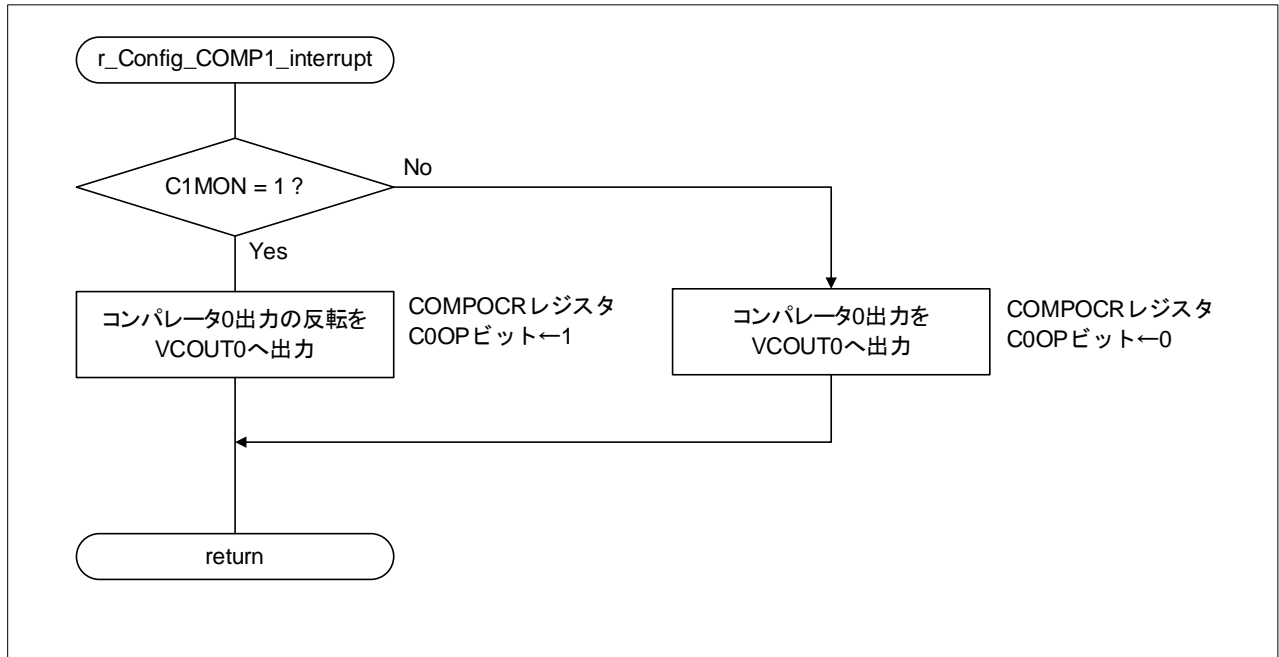 r_Config_COMP1_interrupt
C1MON = 1 ?
No
Yes
コンパレータ0出力の反転を
VCOUT0へ出力
COMPOCRレジスタ
C0OPビット←1
コンパレータ0出力を
VCOUT0へ出力
COMPOCRレジスタ
C0OPビット←0
return